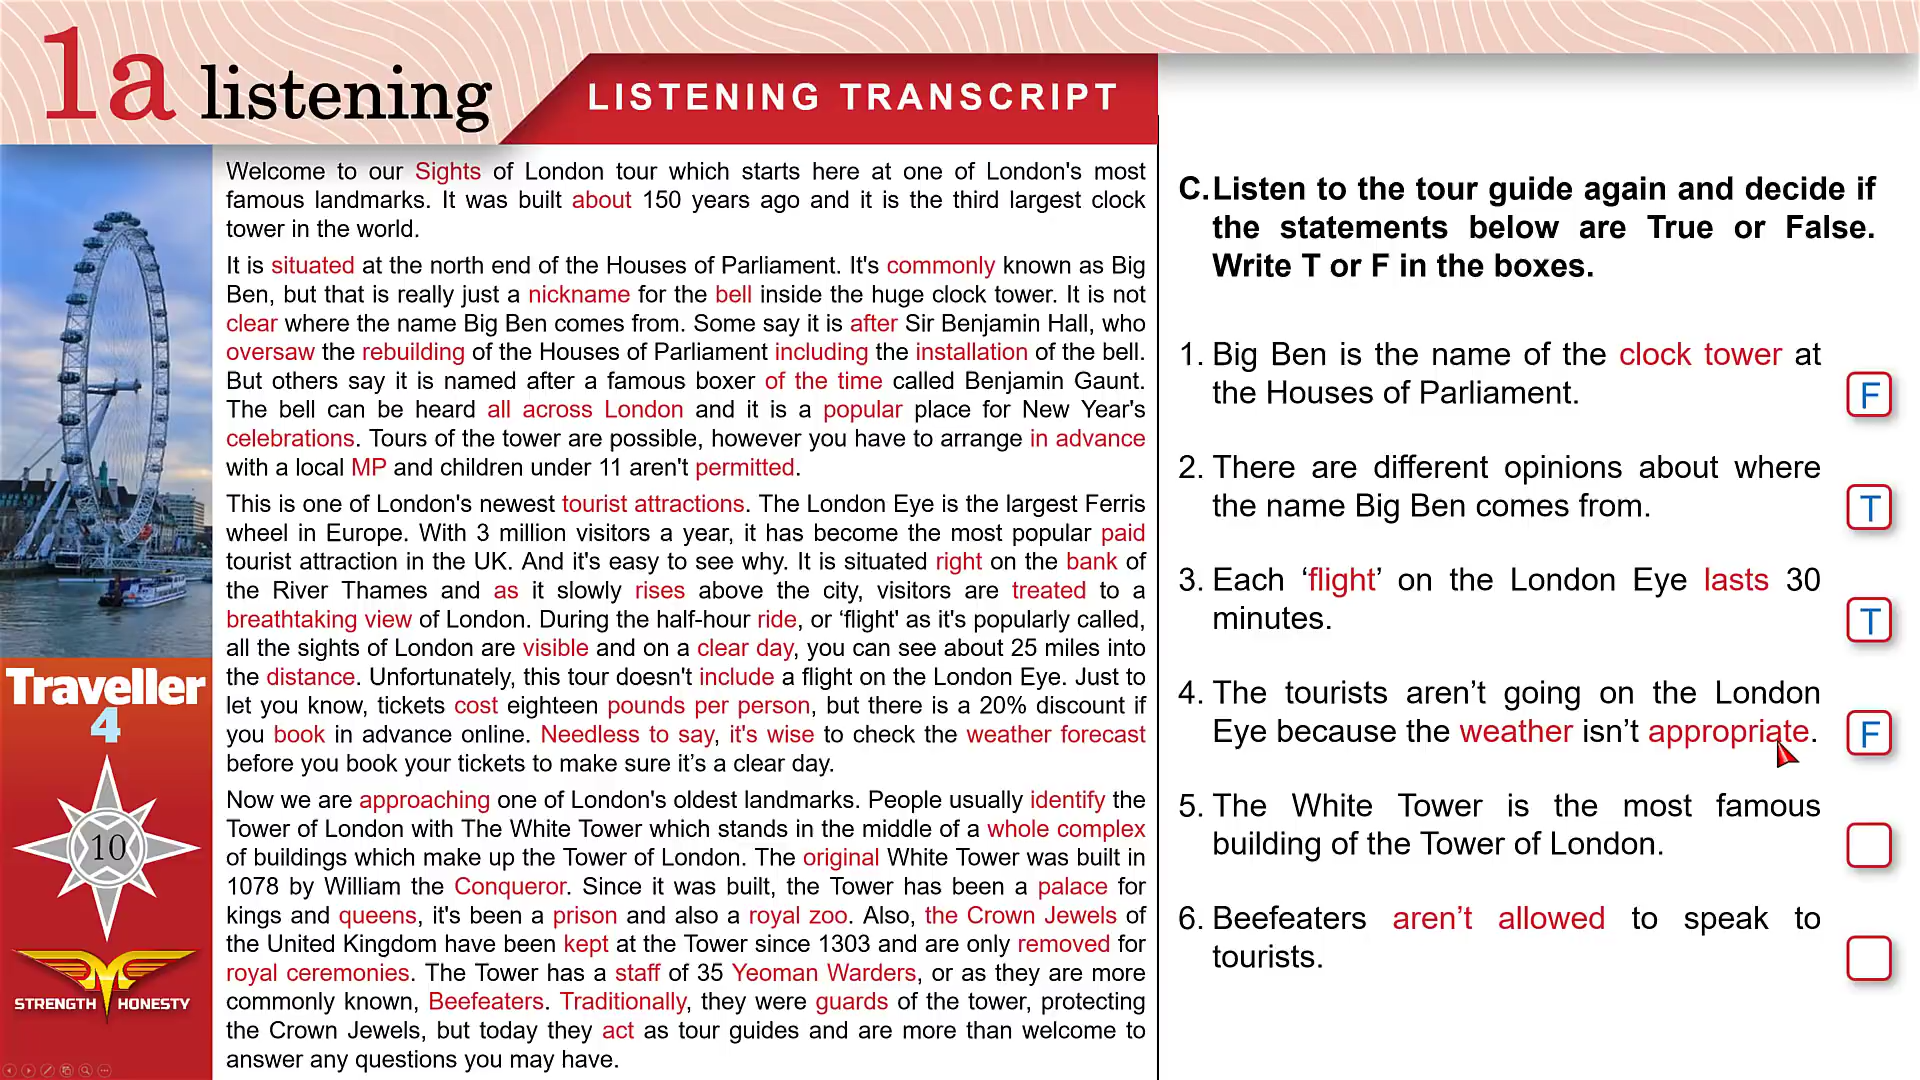 1a listening
LISTENING TRANSCRIPT
Welcome to our Sights of London tour which starts here at one of London's most
famous landmarks. It was built about 150 years ago and it is the third largest clock
tower in the world.
It is situated at the north end of the Houses of Parliament. It's commonly known as Big
Ben, but that is really just a nickname for the bell inside the huge clock tower. It is not
clear where the name Big Ben comes from. Some say it is after Sir Benjamin Hall, who
oversaw the rebuilding of the Houses of Parliament including the installation of the bell.
But others say it is named after a famous boxer of the time called Benjamin Gaunt.
The bell can be heard all across London and it is a popular place for New Year's
celebrations. Tours of the tower are possible, however you have to arrange in advance
with a local MP and children under 11 aren't permitted.
This is one of London's newest tourist attractions. The London Eye is the largest Ferris
wheel in Europe. With 3 million visitors a year, it has become the most popular paid
tourist attraction in the UK. And it's easy to see why. It is situated right on the bank of
the River Thames and as it slowly rises above the city, visitors are treated to a
breathtaking view of London. During the half-hour ride, or ‘flight' as it's popularly called,
all the sights of London are visible and on a clear day, you can see about 25 miles into
the distance. Unfortunately, this tour doesn't include a flight on the London Eye. Just to
let you know, tickets cost eighteen pounds per person, but there is a 20% discount if
you book in advance online. Needless to say, it's wise to check the weather forecast
before you book your tickets to make sure it’s a clear day.
Now we are approaching one of London's oldest landmarks. People usually identify the
Tower of London with The White Tower which stands in the middle of a whole complex
of buildings which make up the Tower of London. The original White Tower was built in
1078 by William the Conqueror. Since it was built, the Tower has been a palace for
kings and queens, it's been a prison and also a royal zoo. Also, the Crown Jewels of
the United Kingdom have been kept at the Tower since 1303 and are only removed for
royal ceremonies. The Tower has a staff of 35 Yeoman Warders, or as they are more
commonly known, Beefeaters. Traditionally, they were guards of the tower, protecting
the Crown Jewels, but today they act as tour guides and are more than welcome to
answer any questions you may have.
Traveller
4
10
STRENGTH HONESTY
C. Listen to the tour guide again and decide if
the statements below are True or False.
Write T or F in the boxes.
1. Big Ben is the name of the clock tower at
the Houses of Parliament.
F
2. There are different opinions about where
the name Big Ben comes from.
T
3. Each ‘flight’ on the London Eye lasts 30
minutes.
T
4. The tourists aren’t going on the London
Eye because the weather isn’t appropriate.
F
5. The White Tower is the most famous
building of the Tower of London.
6. Beefeaters aren’t allowed to speak to
tourists.